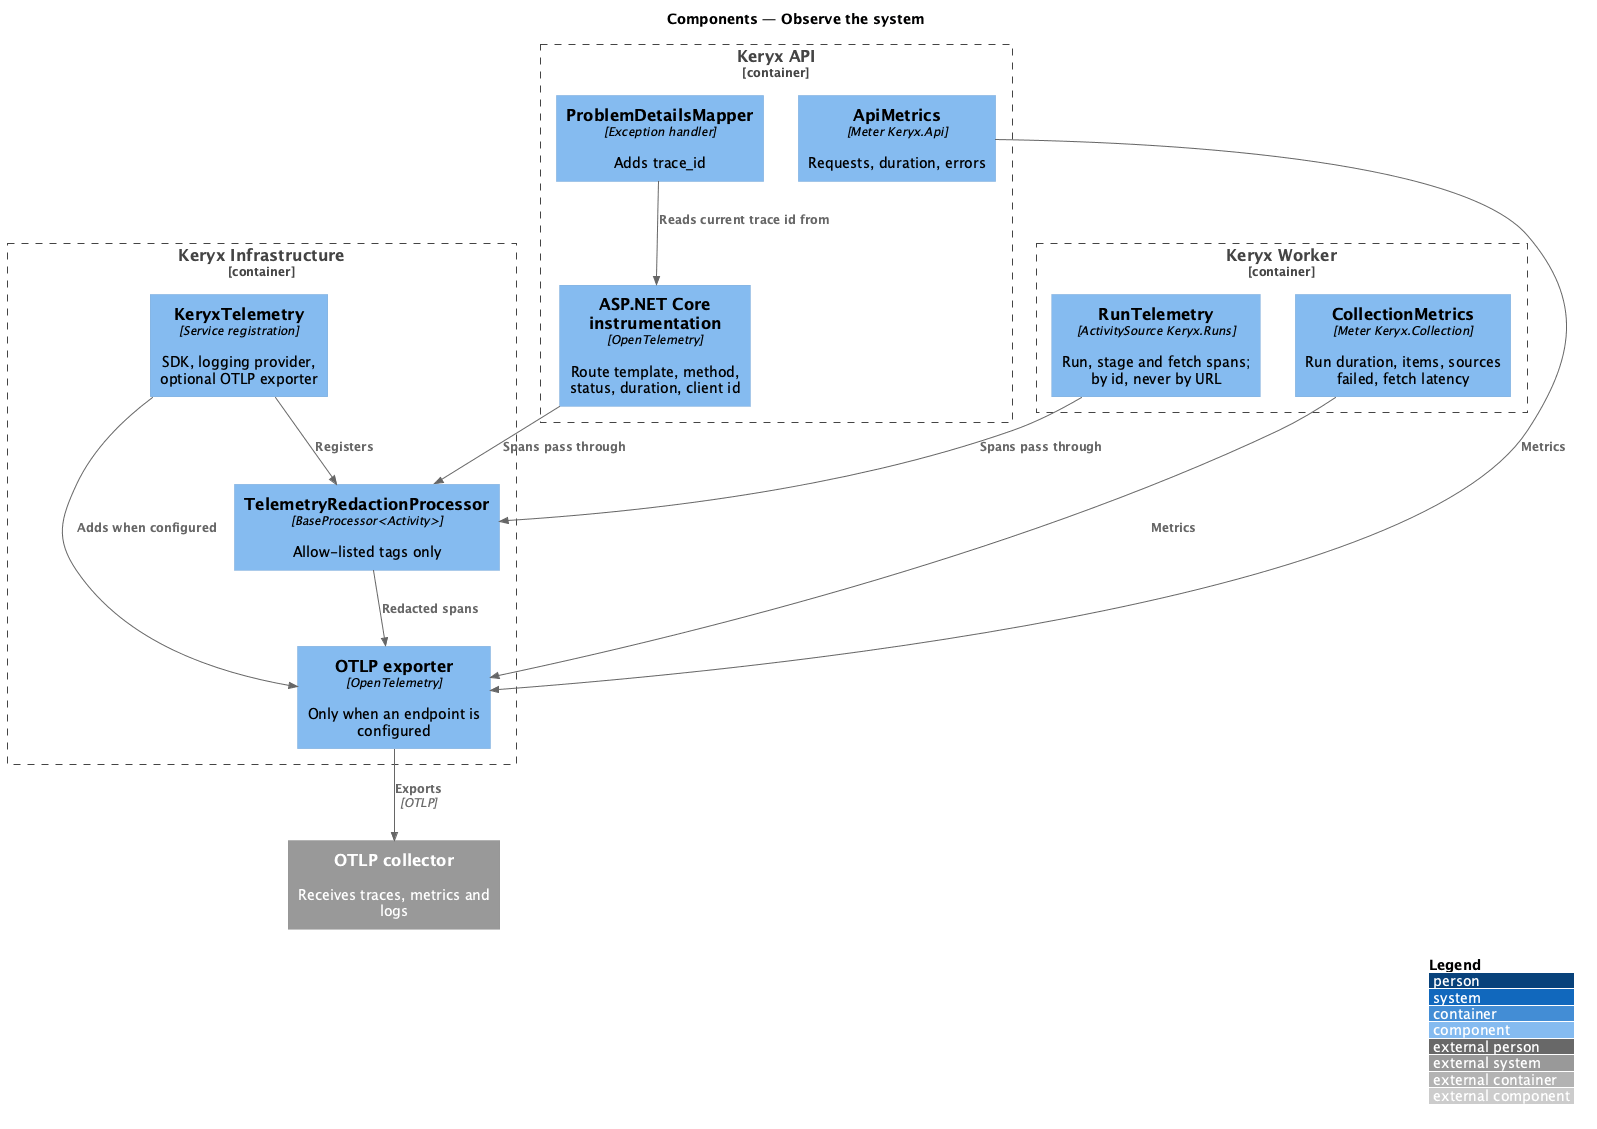 Components — Observe the system
Keryx API
[container]
ProblemDetailsMapper
[Exception handler]
Adds trace_id
ApiMetrics
[Meter Keryx.Api]
Requests, duration, errors
Reads current trace id from
ASP.NET Core
instrumentation
[OpenTelemetry]
Route template, method,
status, duration, client id
Keryx Infrastructure
[container]
KeryxTelemetry
[Service registration]
SDK, logging provider,
optional OTLP exporter
Keryx Worker
[container]
RunTelemetry
[ActivitySource Keryx.Runs]
Run, stage and fetch spans;
by id, never by URL
CollectionMetrics
[Meter Keryx.Collection]
Run duration, items, sources
failed, fetch latency
Registers
Spans pass through
Spans pass through
Metrics
TelemetryRedactionProcessor
[BaseProcessor<Activity>]
Allow-listed tags only
Adds when configured
Metrics
Redacted spans
OTLP exporter
[OpenTelemetry]
Only when an endpoint is
configured
Exports
[OTLP]
OTLP collector
Receives traces, metrics and
logs
Legend
person
system
container
component
external person
external system
external container
external component